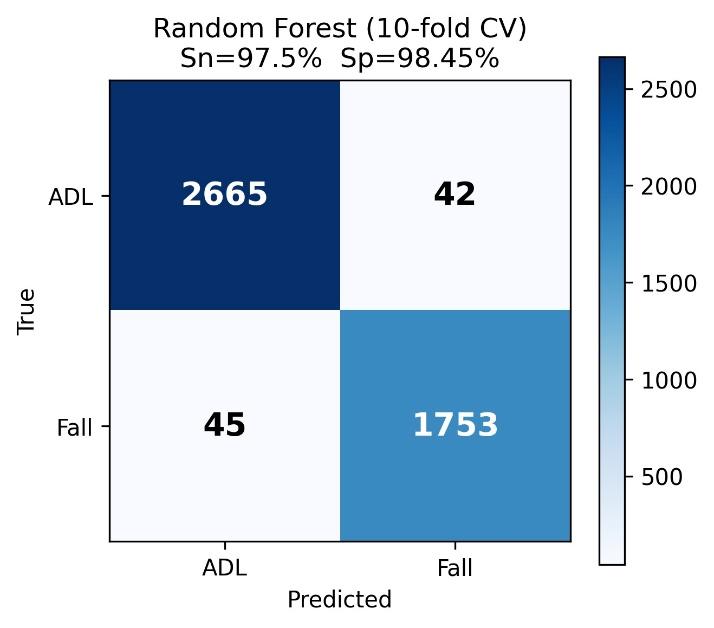 Random Forest (10-fold CV)
Sn=97.5%  Sp=98.45%
ADL
2665
42
Fall
45
1753
True
ADL
Fall
Predicted
2500
2000
1500
1000
500